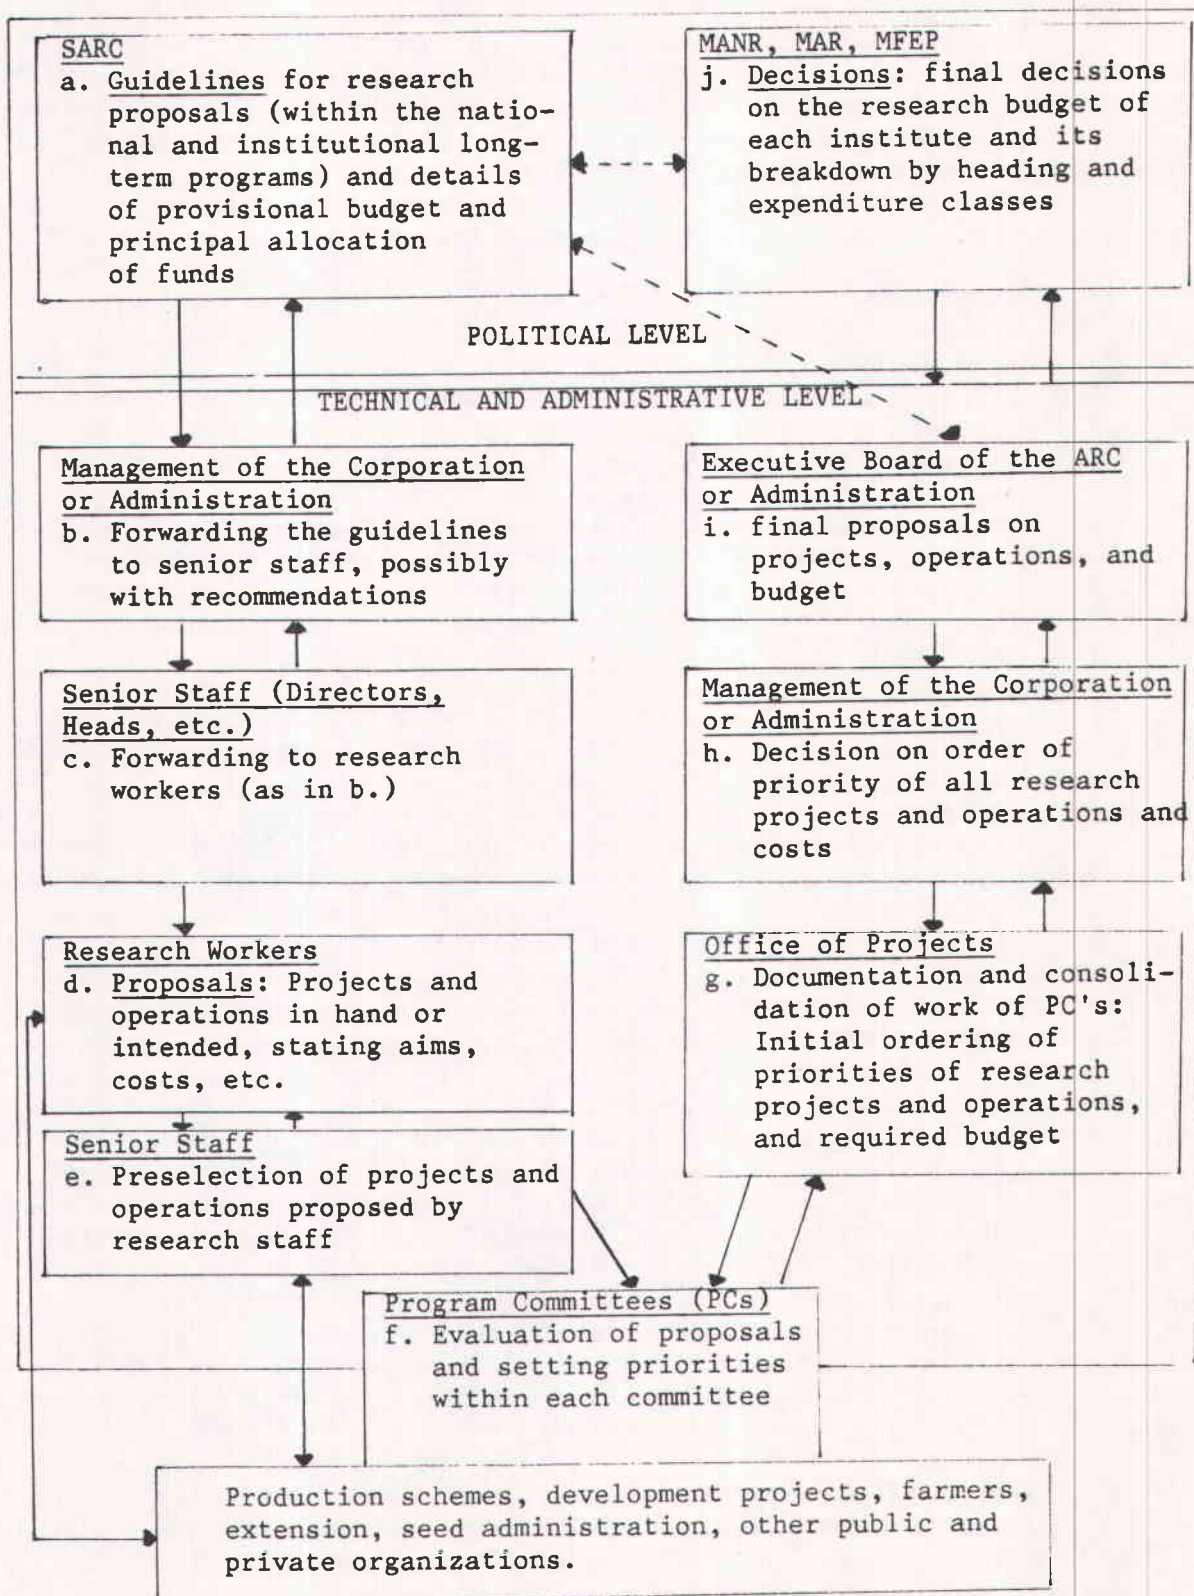 SARC
a. Guidelines for research
proposals (within the natio-
nal and institutional long-
term programs) and details
of provisional budget and
principal allocation
of funds
MANR, MAR, MFEP
j. Decisions: final decisions
on the research budget of
each institute and its
breakdown by heading and
expenditure classes
POLITICAL LEVEL
TECHNICAL AND ADMINISTRATIVE LEVEL
Management of the Corporation
or Administration
b. Forwarding the guidelines
to senior staff, possibly
with recommendations
Executive Board of the ARC
or Administration
i. final proposals on
projects, operations, and
budget
Senior Staff (Directors,
Heads, etc.)
c. Forwarding to research
workers (as in b.)
Management of the Corporation
or Administration
h. Decision on order of
priority of all research
projects and operations and
costs
Research Workers
d. Proposals: Projects and
operations in hand or
intended, stating aims,
costs, etc.
Office of Projects
g. Documentation and consoli-
dation of work of PC's:
Initial ordering of
priorities of research
projects and operations,
and required budget
Senior Staff
e. Preselection of projects and
operations proposed by
research staff
Program Committees (PCs)
f. Evaluation of proposals
and setting priorities
within each committee
Production schemes, development projects, farmers,
extension, seed administration, other public and
private organizations.